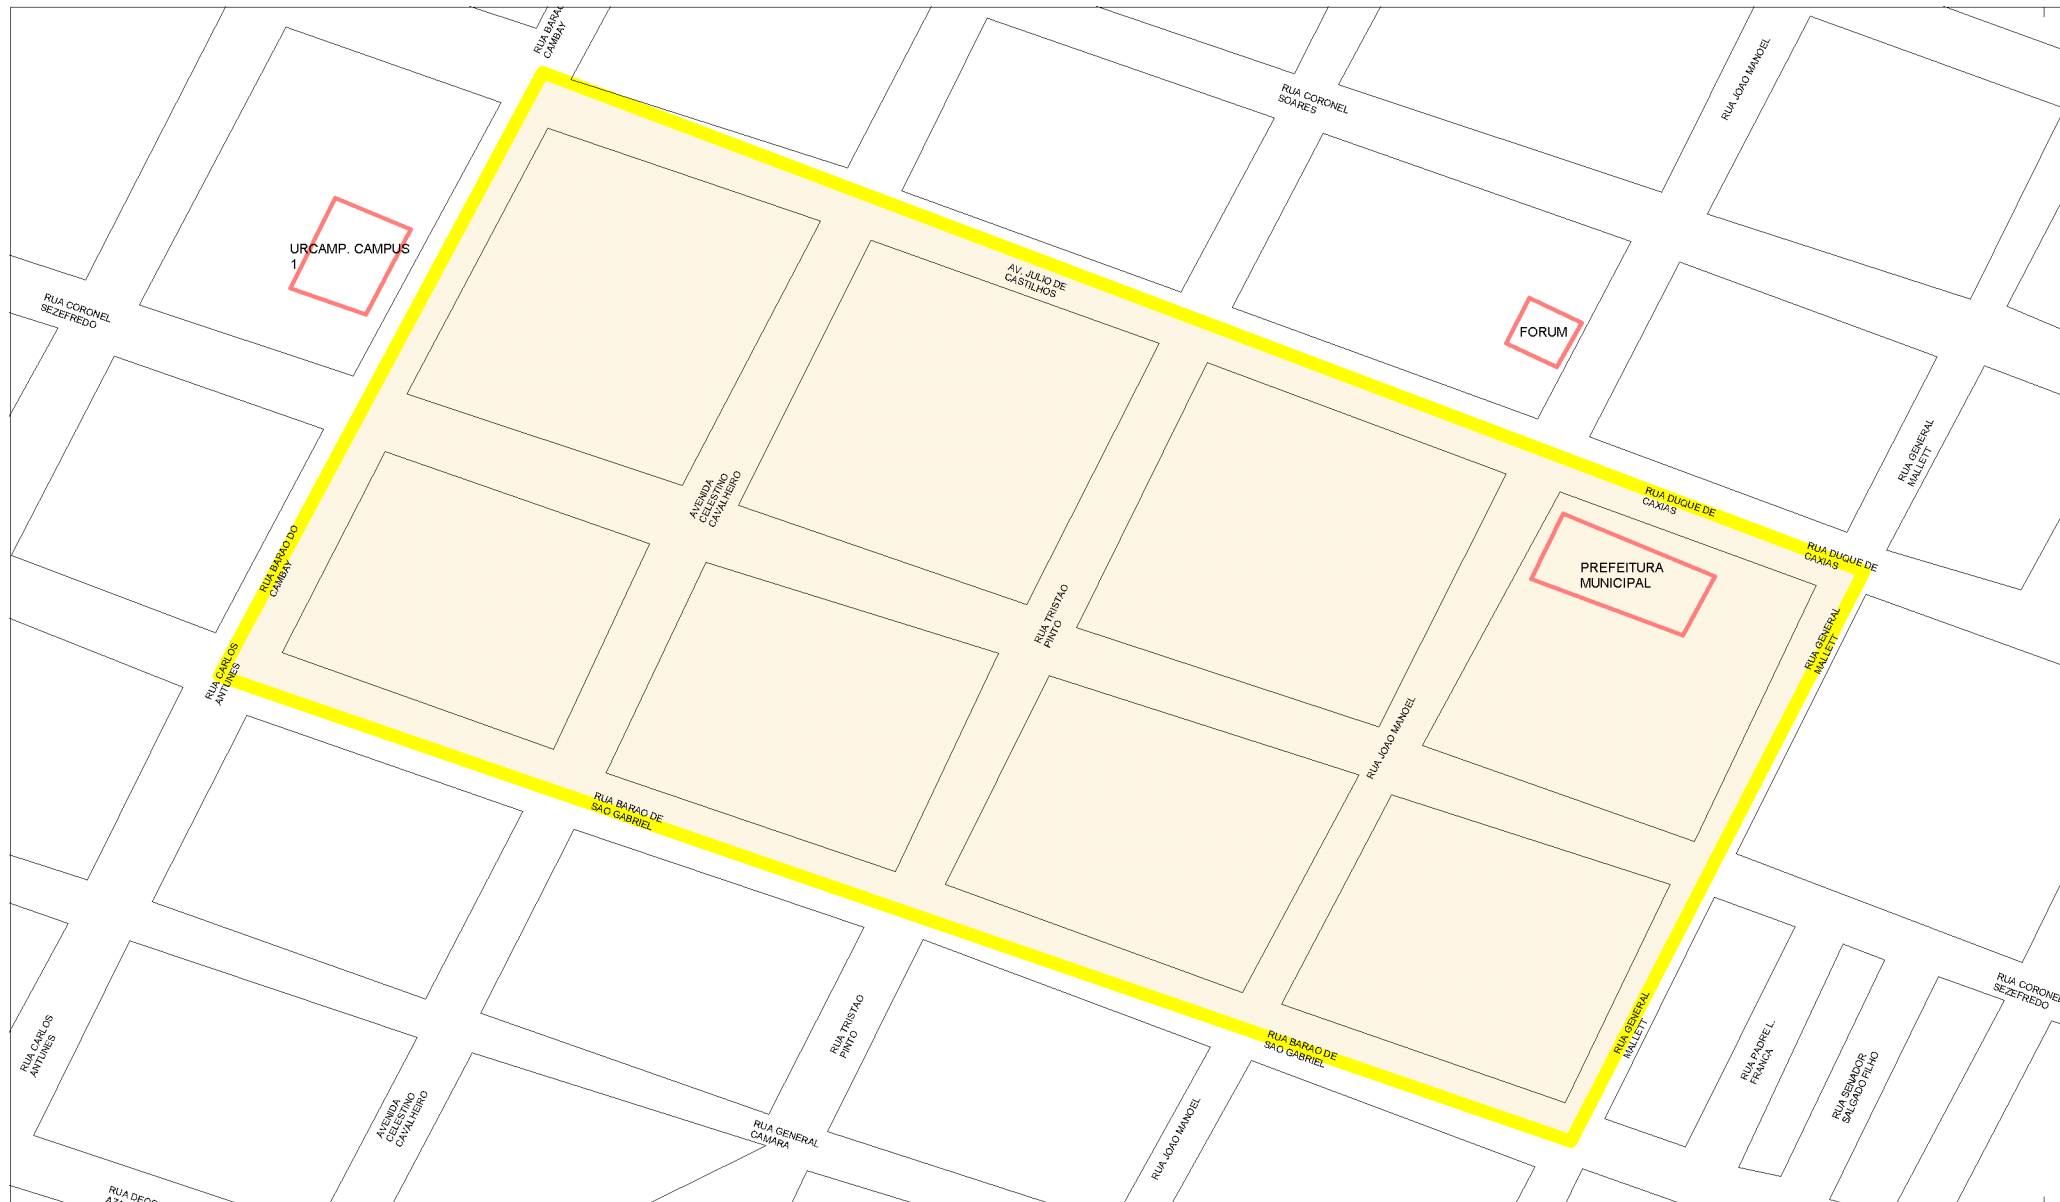 RUA BARAO
CAMBAY
RUA JOAO MANOEL
RUA CORONEL
SOARES
URCAMP. CAMPUS
1
AV. JULIO DE
CASTILHOS
RUA CORONEL
SEZEFREDO
FORUM
RUA GENERAL
MALLETT
AVENIDA
CELESTINO
CAVALHEIRO
RUA DUQUE DE
CAXIAS
RUA DUQUE DE
CAXIAS
PREFEITURA
MUNICIPAL
RUA BARAO DO
CAMBAY
RUA TRISTAO
PINTO
RUA GENERAL
MALLETT
RUA CARLOS
ANTUNES
RUA JOAO MANOEL
RUA BARAO DE
SAO GABRIEL
RUA CORONEL
SEZEFREDO
RUA TRISTAO
PINTO
RUA GENERAL
MALLETT
RUA CARLOS
ANTUNES
RUA BARAO DE
SAO GABRIEL
RUA PADRE L.
FRANCA
RUA SENADOR
SALGADO FILHO
AVENIDA
CELESTINO
CAVALHEIRO
RUA GENERAL
CAMARA
RUA JOAO MANOEL
RUA